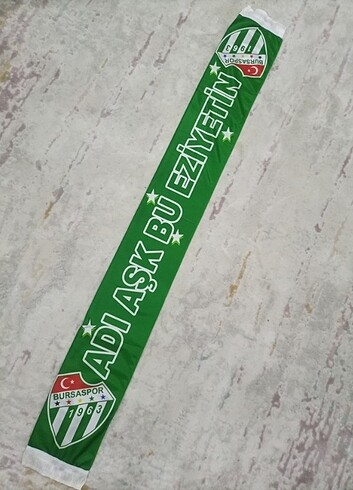 BURSASPOR
1963
ADI AŞK BU EZİYETİN
BURSASPOR
1963